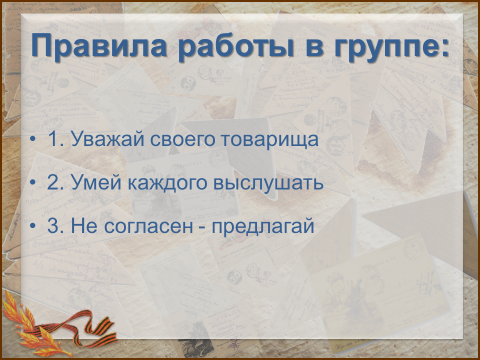 Правила работы в группе:
• 1. Уважай своего товарища
• 2. Умей каждого выслушать
• 3. Не согласен - предлагай